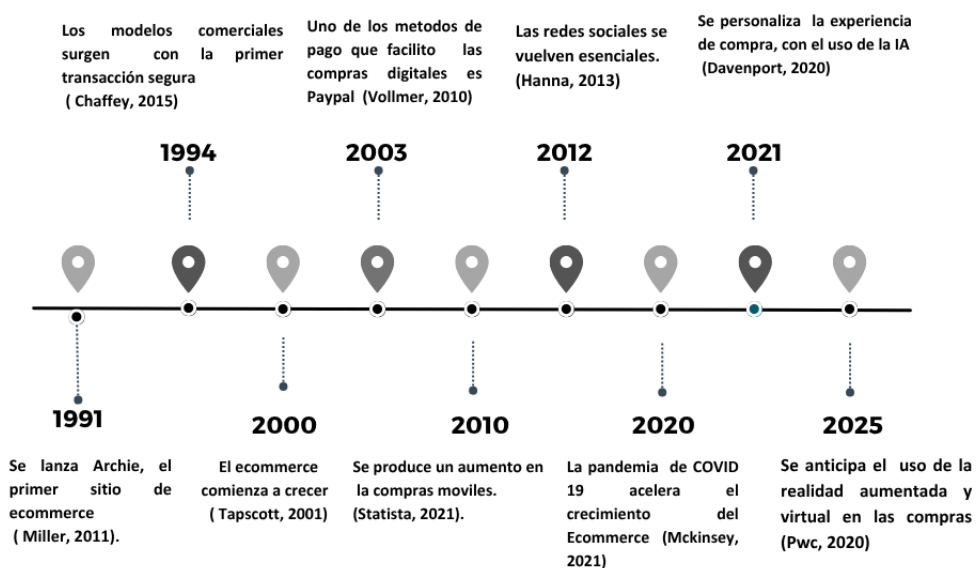 Los modelos comerciales
surgen con la primer
transacción segura
( Chaffey, 2015)
1994
Uno de los metodos de
pago que facilito las
compras digitales es
Paypal (Vollmer, 2010)
2003
Las redes sociales se
vuelven esenciales.
(Hanna, 2013)
2012
Se personaliza la experiencia
de compra, con el uso de la IA
(Davenport, 2020)
2021
1991
Se lanza Archie, el
primer sitio de
ecommerce
( Miller, 2011).
2000
El ecommerce
comienza a crecer
( Tapscott, 2001)
2010
Se produce un aumento en
la compras moviles.
(Statista, 2021).
2020
La pandemia de COVID
19 acelera el
crecimiento del
Ecommerce (Mckinsey,
2021)
2025
Se anticipa el uso de la
realidad aumentada y
virtual en las compras
(Pwc, 2020)